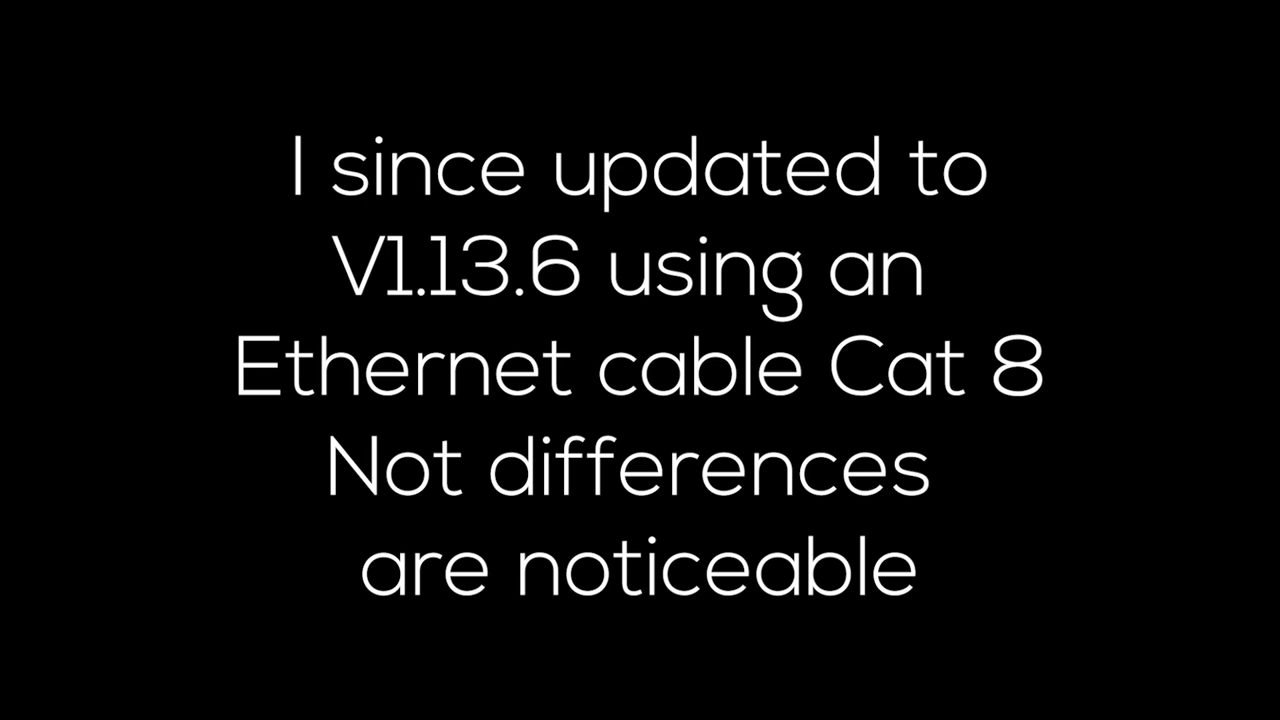 I since updated to
V1.13.6 using an
Ethernet cable Cat 8
Not differences
are noticeable